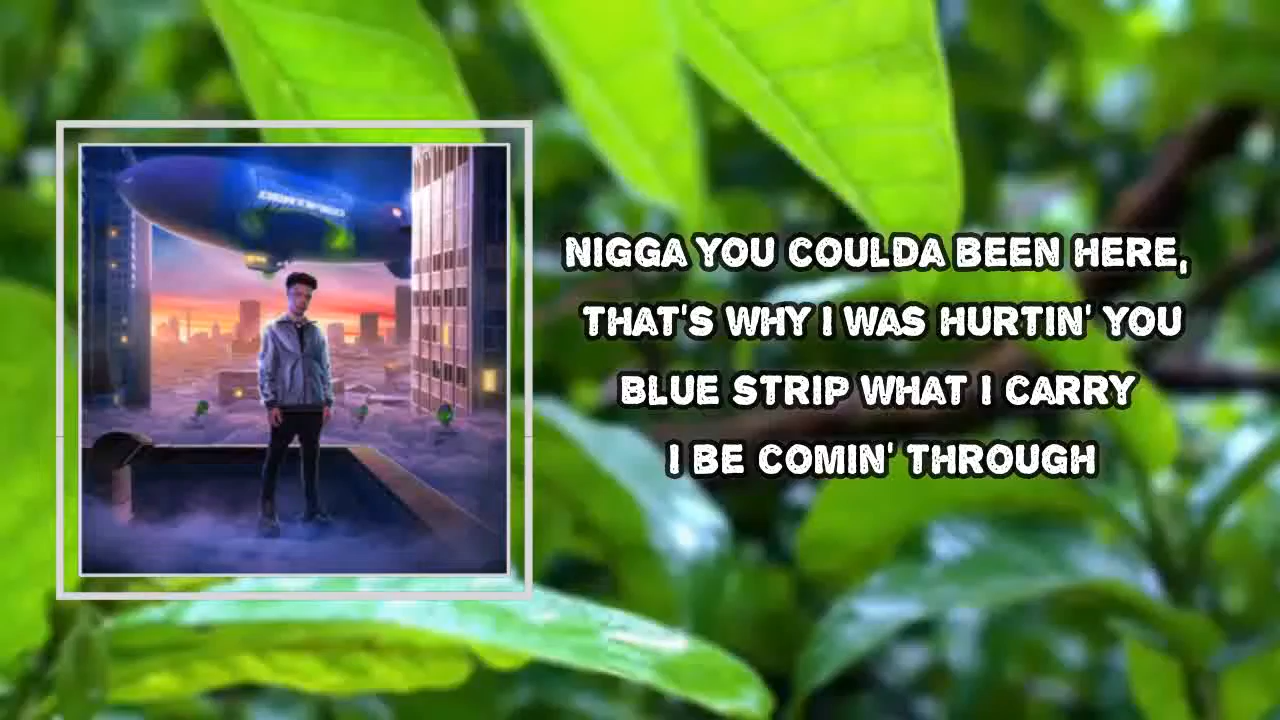 NIGGA YOU COULDA BEEN HERE,
THAT'S WHY I WAS HURTIN' YOU
BLUE STRIP WHAT I CARRY
I BE COMIN' THROUGH